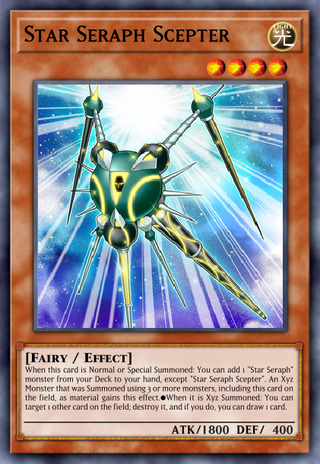 Star Seraph Scepter
LIGHT
光
[Fairy / Effect]
When this card is Normal or Special Summoned: You can add 1 "Star Seraph"
monster from your Deck to your hand, except "Star Seraph Scepter". An Xyz
Monster that was Summoned using 3 or more monsters, including this card on
the field, as material gains this effect.●When it is Xyz Summoned: You can
target 1 other card on the field; destroy it, and if you do, you can draw 1 card.
ATK/1800 DEF/ 400